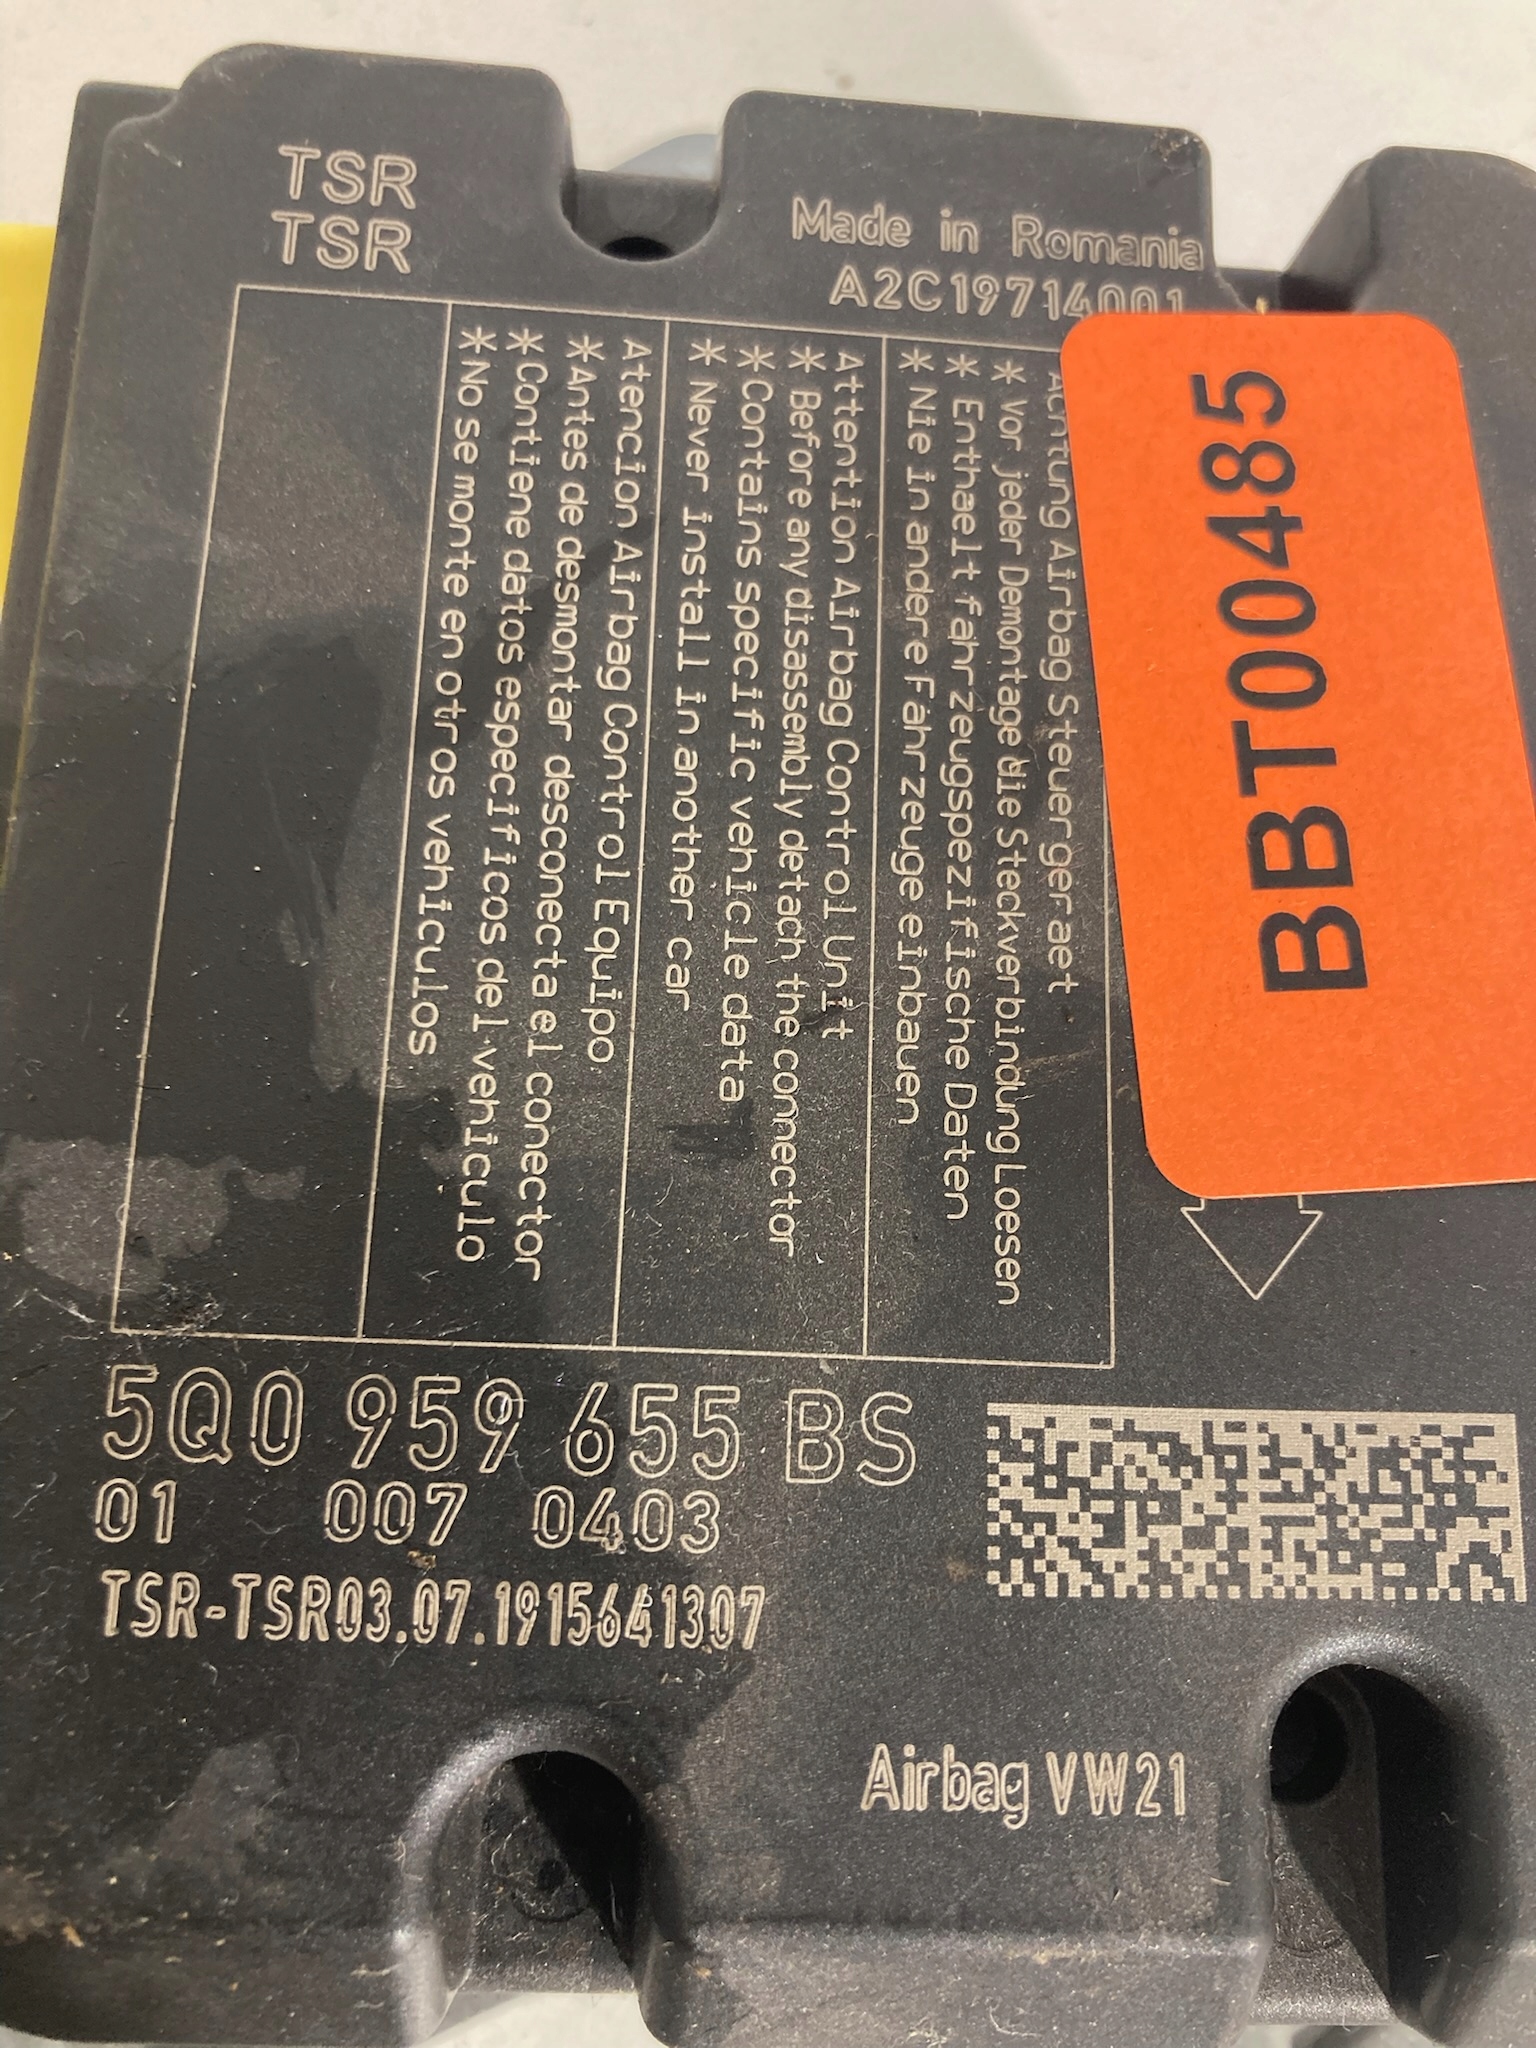 TSR
TSR
Made in Romania
A2C19714001
BBT00485
Achtung Airbag Steuergeraet
* Vor jeder Demontage die Steckverbindung Loesen
* Enthaelt fahrzeugspezifische Daten
* Nie in andere Fahrzeuge einbauen
Attention Airbag Control Unit
* Before any disassembly detach the connector
* Contains specific vehicle data
* Never install in another car
Atencion Airbag Control Equipo
* Antes de desmontar desconecta el conector
* Contiene datos especificos del vehiculo
* No se monte en otros vehiculos
5Q0 959 655 BS
01 007 0403
TSR-TSR03.07.1915641307
Airbag VW21